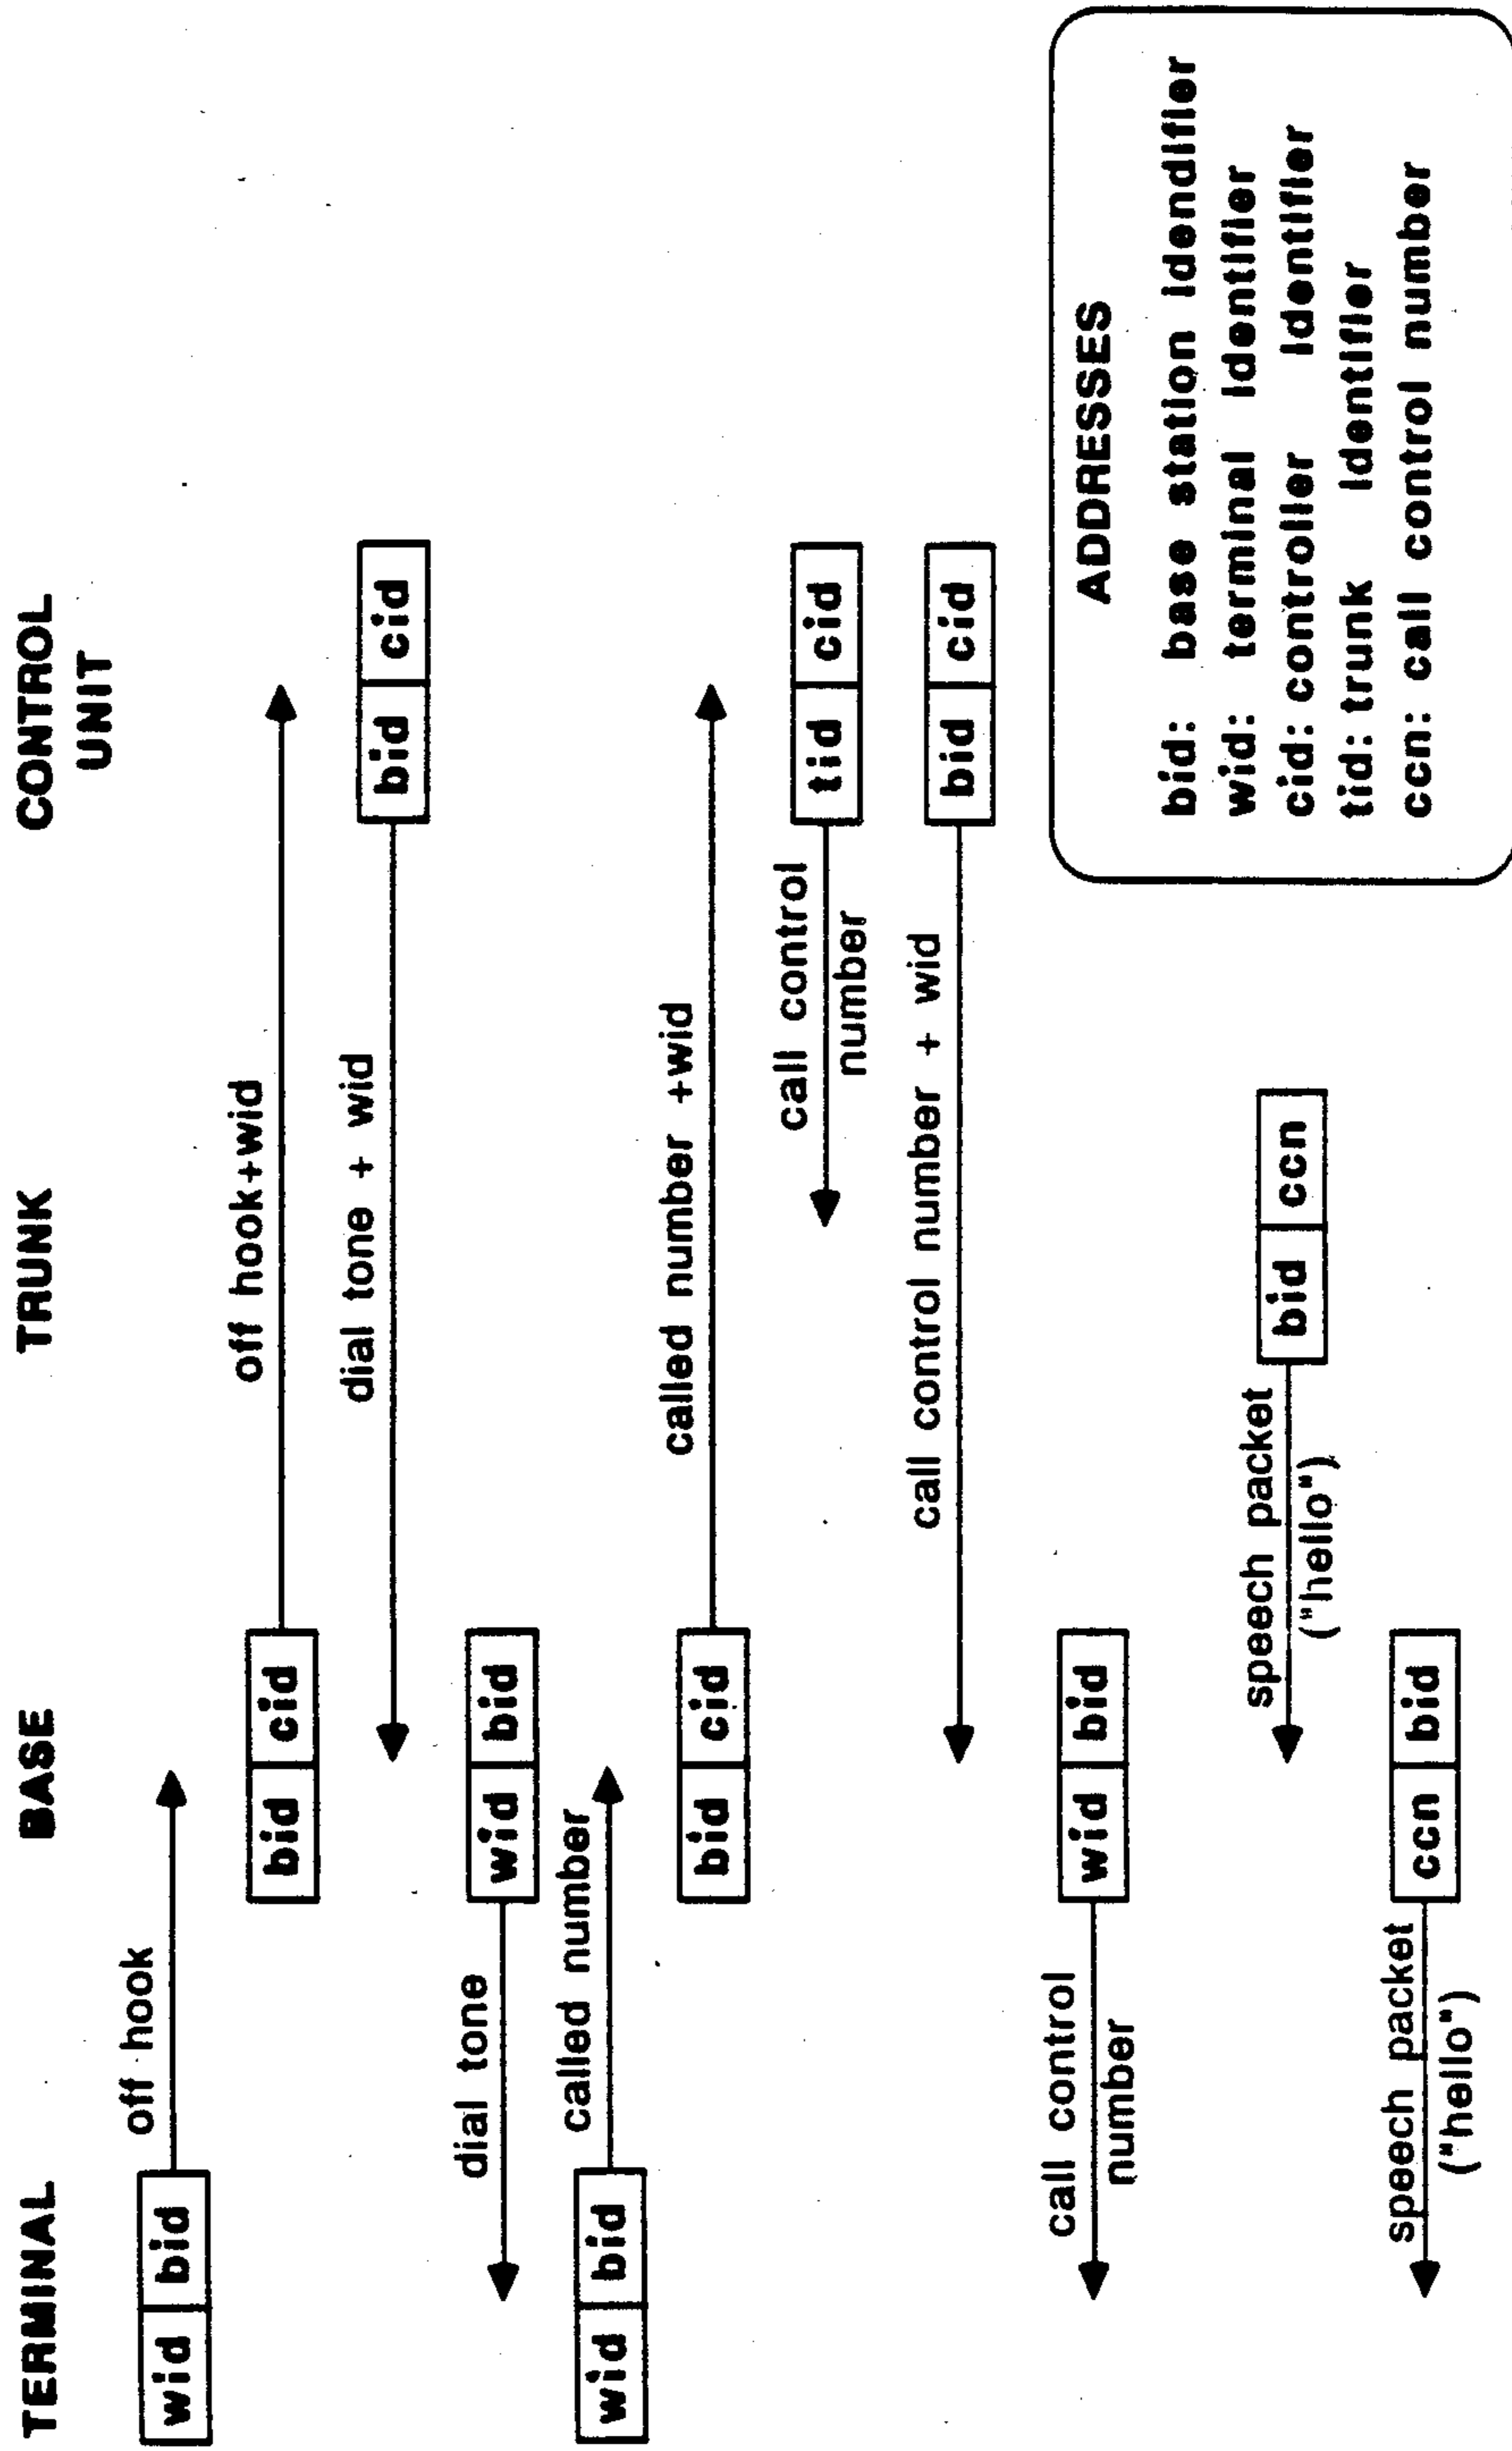 TERMINAL BASE TRUNK CONTROL
UNIT
off hook
wid bid
off hook+wid
bid cid
dial tone + wid
bid cid
dial tone
wid bid
called number
wid bid
called number +wid
bid cid
call control
number
tid cid
call control number + wid
bid cid
call control
number
wid bid
speech packet
("hello")
bid ccn
speech packet
("hello")
ccn bid
ADDRESSES
bid: base station idendifier
wid: terminal identifier
cid: controller identifier
tid: trunk identifier
ccn: call control number